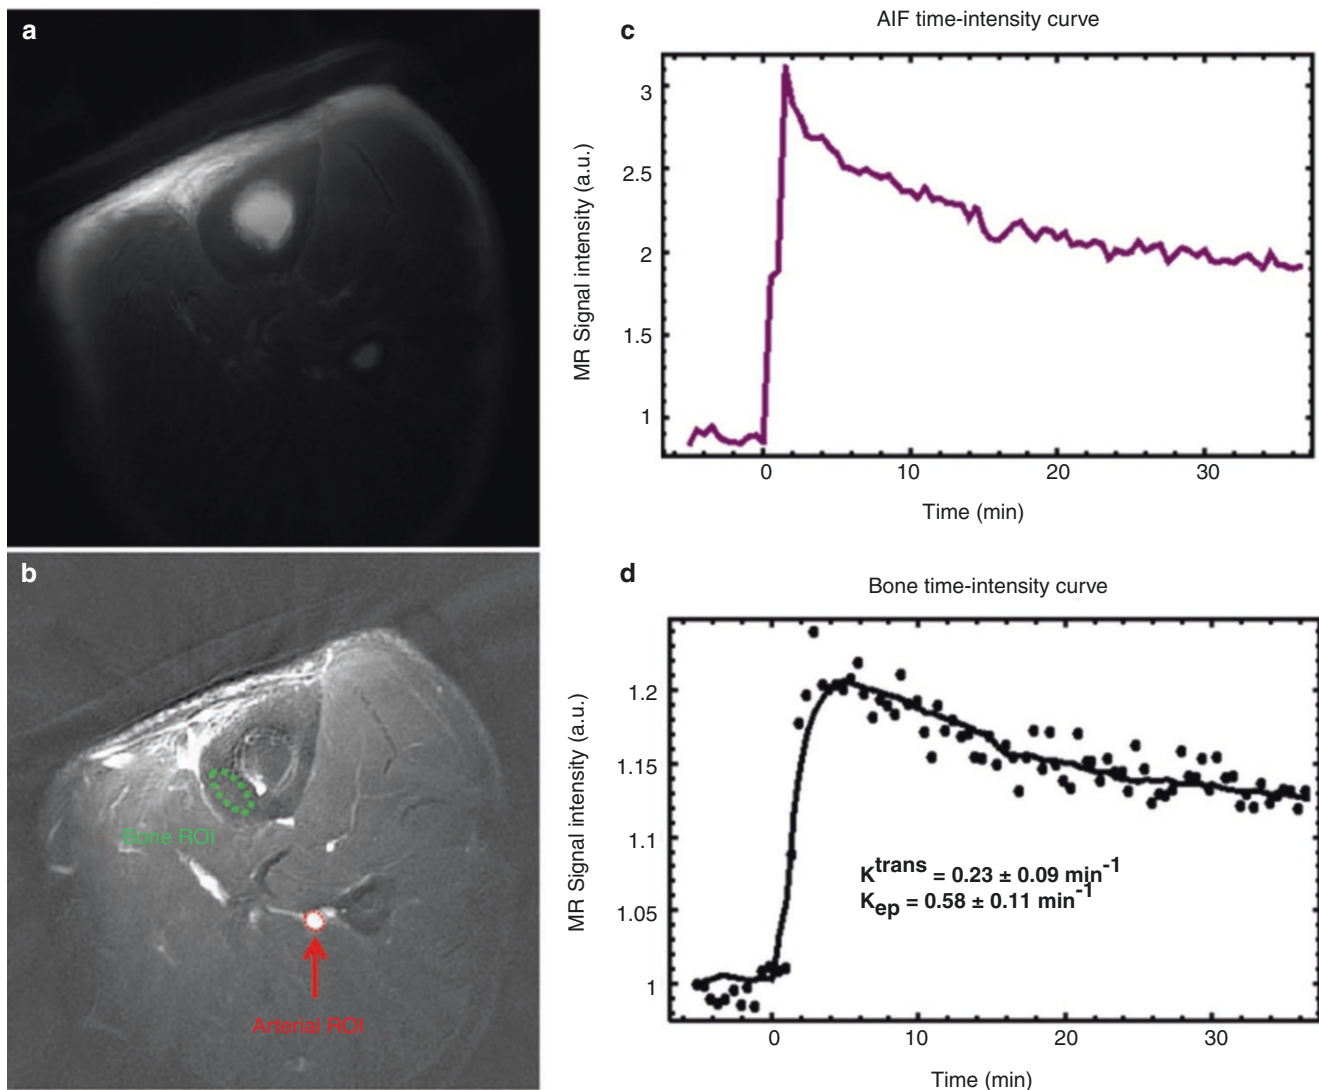 a
b
Bone ROI
Arterial ROI
c
AIF time-intensity curve
MR Signal intensity (a.u.)
3
2.5
2
1.5
1
0 10 20 30
Time (min)
d
Bone time-intensity curve
MR Signal intensity (a.u.)
1.2
1.15
1.1
1.05
1
K^trans = 0.23 ± 0.09 min^-1
K_ep = 0.58 ± 0.11 min^-1
0 10 20 30
Time (min)